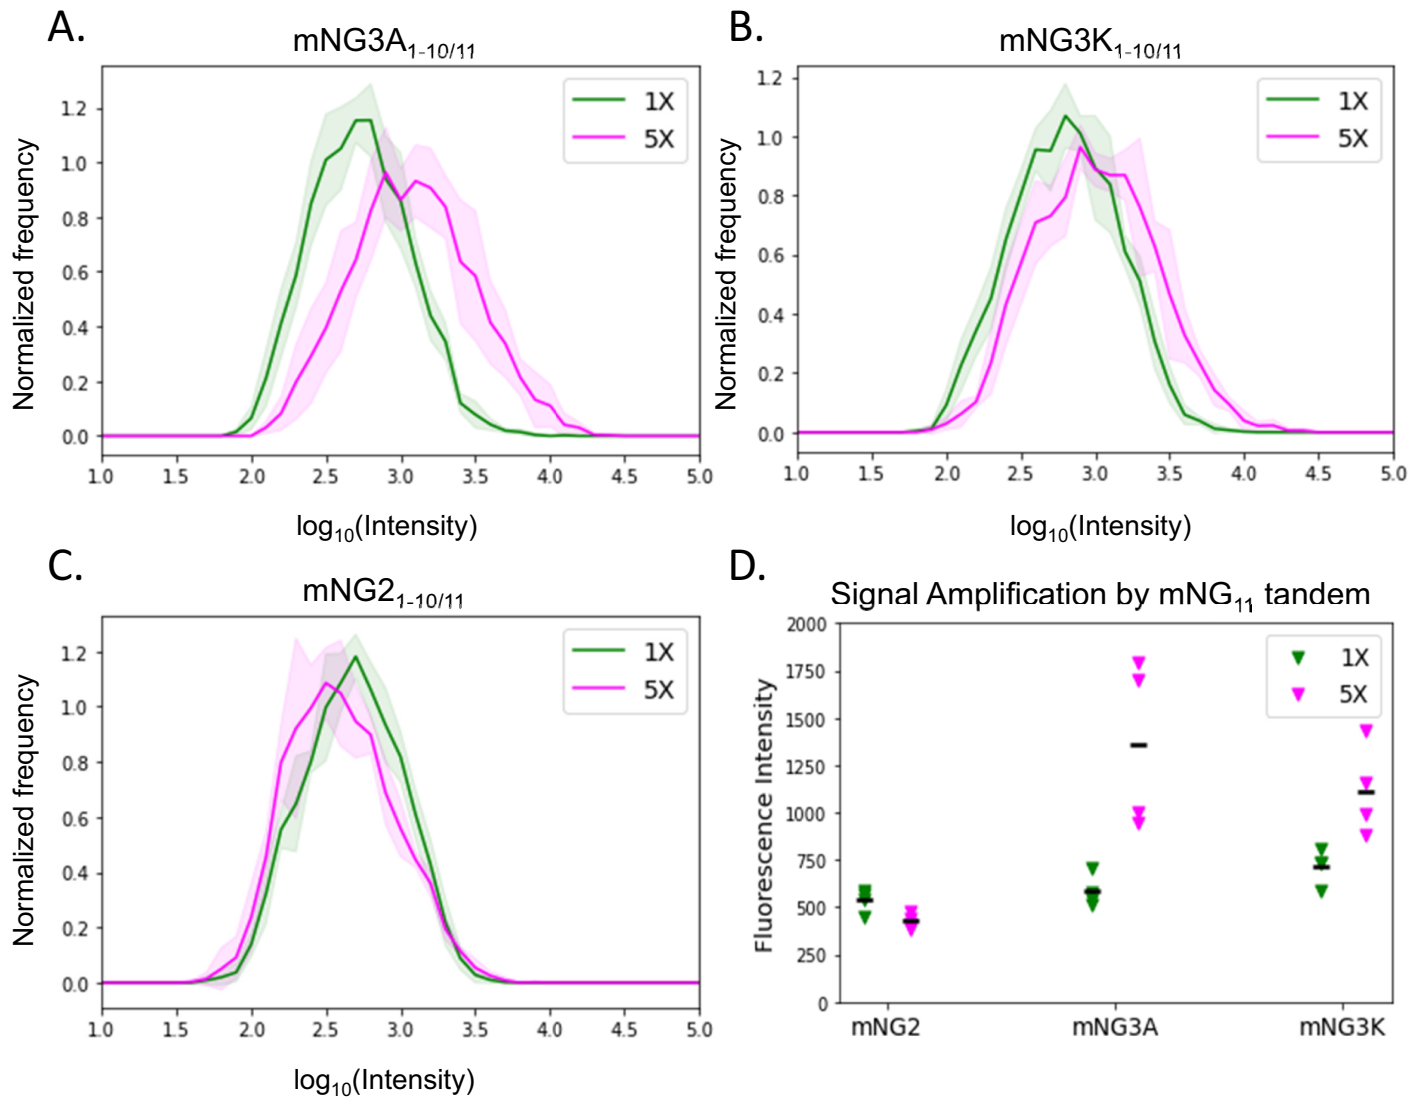 A.
mNG3A1-10/11
Normalized frequency
1.2
1.0
0.8
0.6
0.4
0.2
0.0
1X
5X
1.0 1.5 2.0 2.5 3.0 3.5 4.0 4.5 5.0
log10(Intensity)
B.
mNG3K1-10/11
Normalized frequency
1.2
1.0
0.8
0.6
0.4
0.2
0.0
1X
5X
1.0 1.5 2.0 2.5 3.0 3.5 4.0 4.5 5.0
log10(Intensity)
C.
mNG21-10/11
Normalized frequency
1.2
1.0
0.8
0.6
0.4
0.2
0.0
1X
5X
1.0 1.5 2.0 2.5 3.0 3.5 4.0 4.5 5.0
log10(Intensity)
D.
Signal Amplification by mNG11 tandem
Fluorescence Intensity
2000
1750
1500
1250
1000
750
500
250
0
1X
5X
mNG2 mNG3A mNG3K